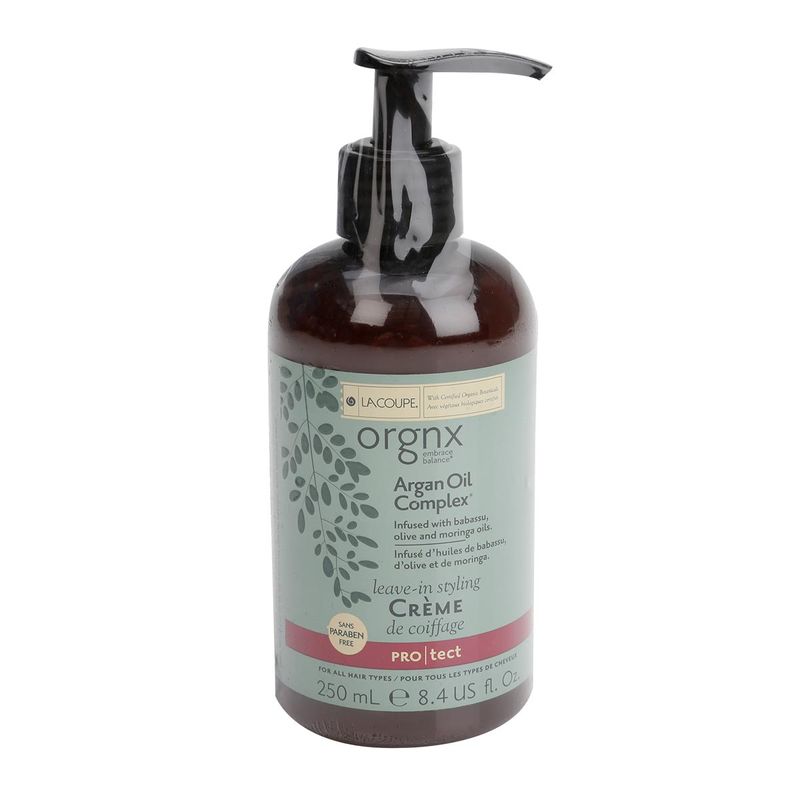 LACOUPE®
With Certified Organic Botanicals.
Avec végétaux biologiques certifiés.
orgnx
embrace
balance®
Argan Oil
Complex*
Infused with babassu,
olive and moringa oils.
Infusé d'huiles de babassu,
d'olive et de moringa.
leave-in styling
CRÈME
de coiffage
SANS
PARABEN
FREE
PRO|tect
FOR ALL HAIR TYPES / POUR TOUS LES TYPES DE CHEVEUX
250 mL ℮ 8.4 US fl. Oz.